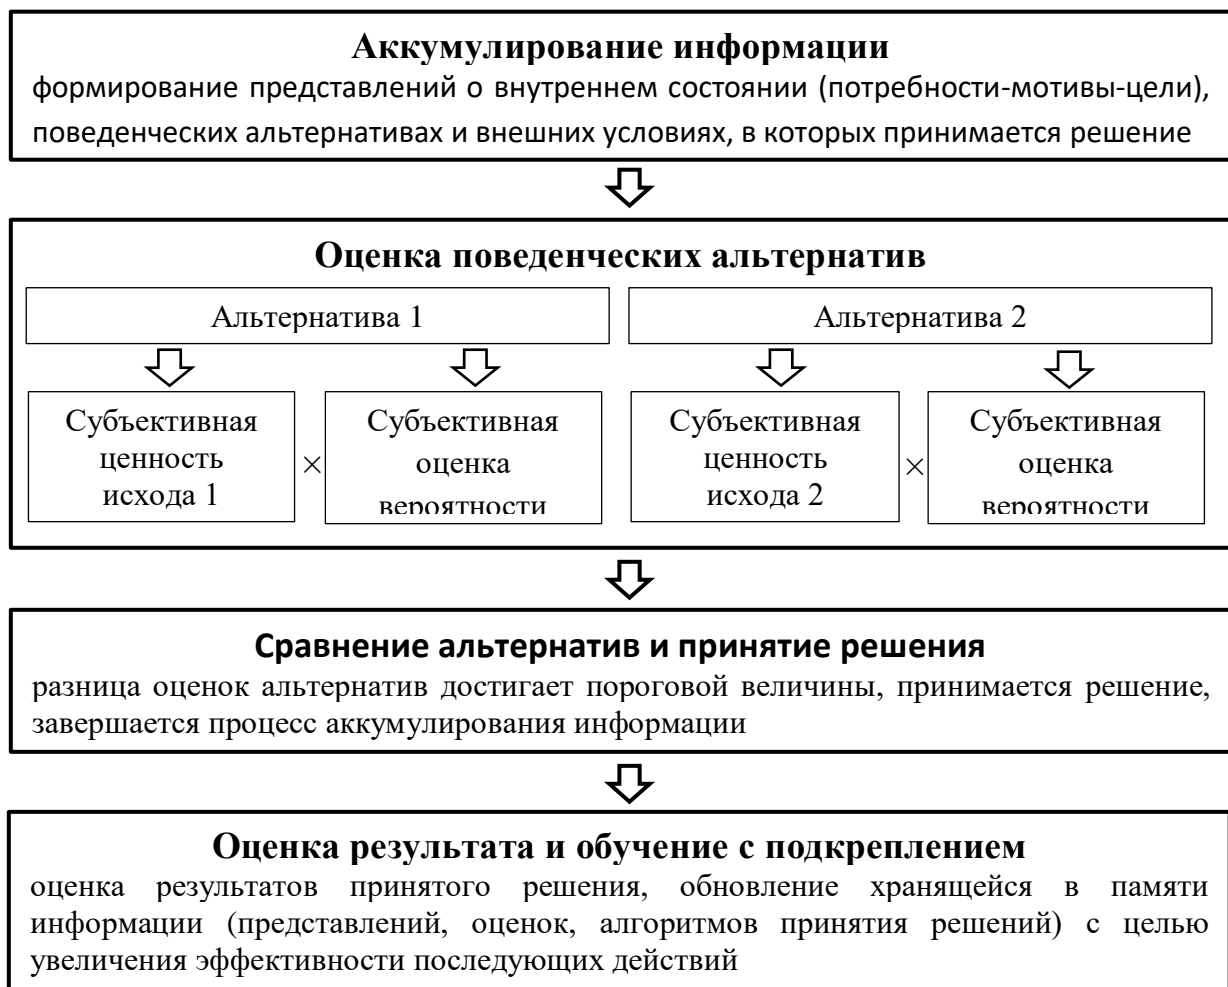 Аккумулирование информации
формирование представлений о внутреннем состоянии (потребности-мотивы-цели),
поведенческих альтернативах и внешних условиях, в которых принимается решение
Оценка поведенческих альтернатив
Альтернатива 1
Альтернатива 2
Субъективная
ценность
исхода 1
×
Субъективная
оценка
вероятности
Субъективная
ценность
исхода 2
×
Субъективная
оценка
вероятности
Сравнение альтернатив и принятие решения
разница оценок альтернатив достигает пороговой величины, принимается решение,
завершается процесс аккумулирования информации
Оценка результата и обучение с подкреплением
оценка результатов принятого решения, обновление хранящейся в памяти
информации (представлений, оценок, алгоритмов принятия решений) с целью
увеличения эффективности последующих действий